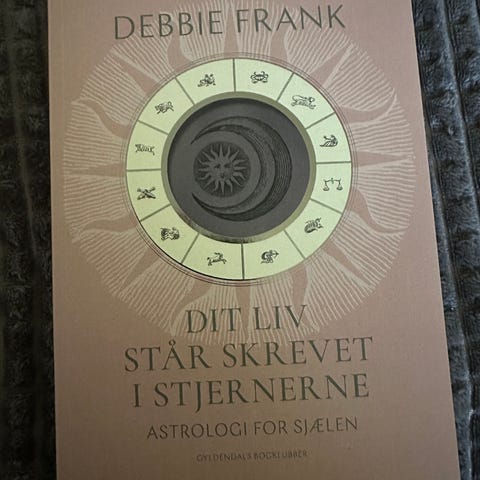 DEBBIE FRANK
DIT LIV
STÅR SKREVET
I STJERNERNE
ASTROLOGI FOR SJÆLEN
GYLDENDALS BOGKLUBBER